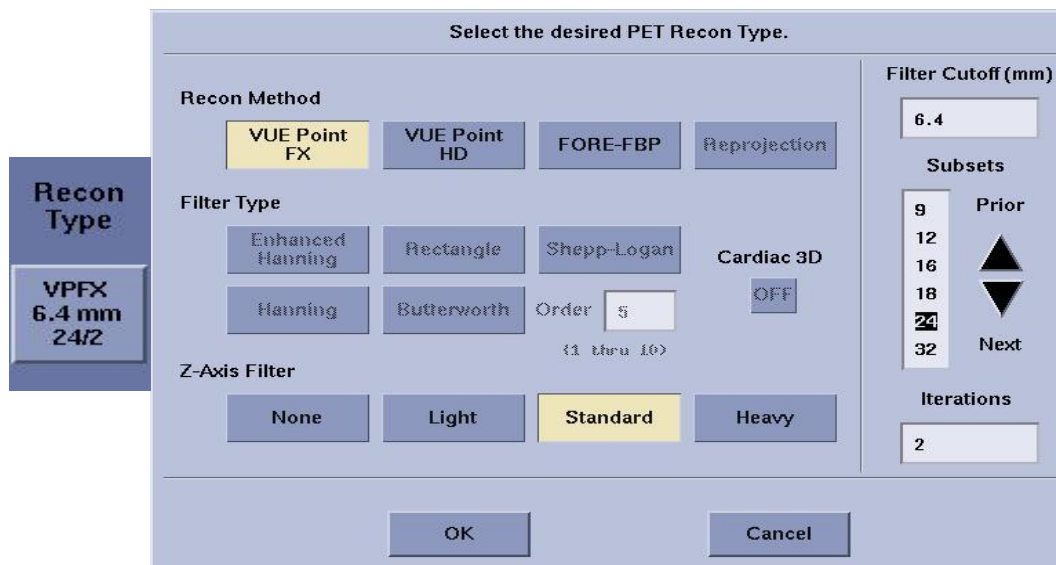 Recon
Type
VPFX
6.4 mm
24/2
Select the desired PET Recon Type.
Recon Method
VUE Point
FX
VUE Point
HD
FORE-FBP
Reprojection
Filter Type
Enhanced
Hanning
Rectangle
Shepp-Logan
Hanning
Butterworth
Order
5
(1 thru 10)
Cardiac 3D
OFF
Z-Axis Filter
None
Light
Standard
Heavy
Filter Cutoff (mm)
6.4
Subsets
9
12
16
18
24
32
Prior
Next
Iterations
2
OK
Cancel